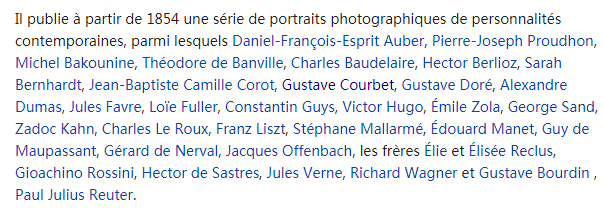 Il publie à partir de 1854 une série de portraits photographiques de personnalités
contemporaines, parmi lesquels Daniel-François-Esprit Auber, Pierre-Joseph Proudhon,
Michel Bakounine, Théodore de Banville, Charles Baudelaire, Hector Berlioz, Sarah
Bernhardt, Jean-Baptiste Camille Corot, Gustave Courbet, Gustave Doré, Alexandre
Dumas, Jules Favre, Loïe Fuller, Constantin Guys, Victor Hugo, Émile Zola, George Sand,
Zadoc Kahn, Charles Le Roux, Franz Liszt, Stéphane Mallarmé, Édouard Manet, Guy de
Maupassant, Gérard de Nerval, Jacques Offenbach, les frères Élie et Élisée Reclus,
Gioachino Rossini, Hector de Sastres, Jules Verne, Richard Wagner et Gustave Bourdin ,
Paul Julius Reuter.